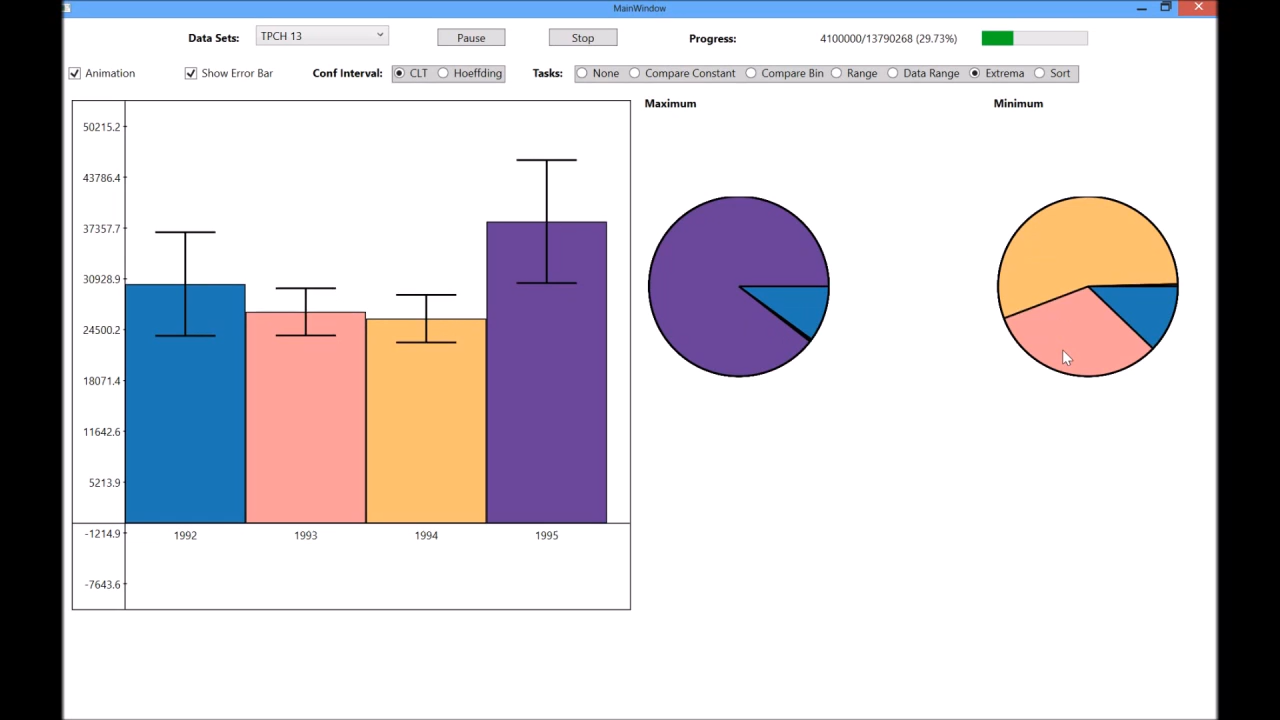 MainWindow
Data Sets: TPCH 13 Pause Stop Progress: 4100000/13790268 (29.73%)
Animation Show Error Bar Conf Interval: CLT Hoeffding Tasks: None Compare Constant Compare Bin Range Data Range Extrema Sort
Maximum Minimum
50215.2
43786.4
37357.7
30928.9
24500.2
18071.4
11642.6
5213.9
-1214.9
1992 1993 1994 1995
-7643.6